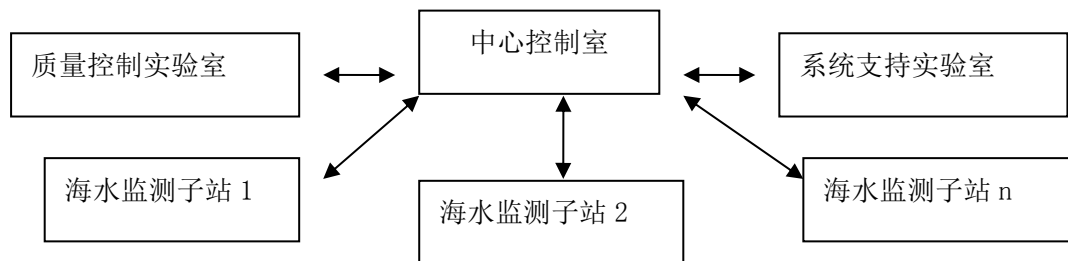 中心控制室
质量控制实验室
系统支持实验室
海水监测子站 1
海水监测子站 2
海水监测子站 n